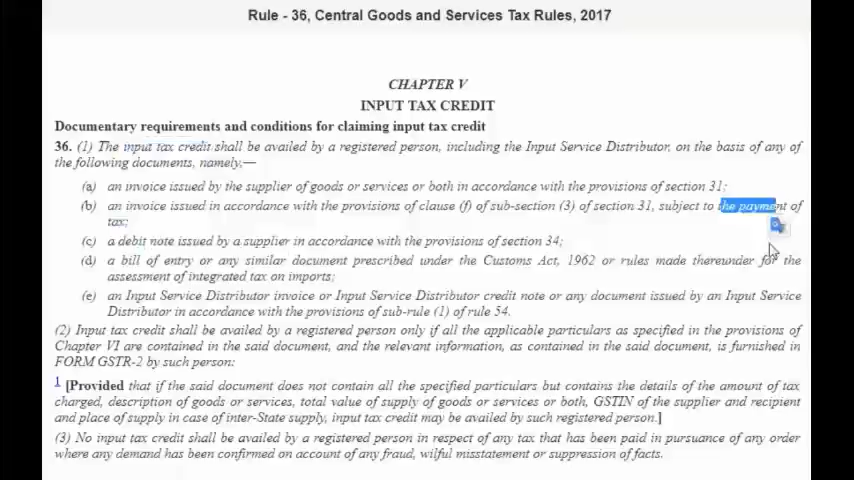 Rule - 36, Central Goods and Services Tax Rules, 2017
CHAPTER V
INPUT TAX CREDIT
Documentary requirements and conditions for claiming input tax credit
36. (1) The input tax credit shall be availed by a registered person, including the Input Service Distributor, on the basis of any of
the following documents, namely,—
(a) an invoice issued by the supplier of goods or services or both in accordance with the provisions of section 31;
(b) an invoice issued in accordance with the provisions of clause (f) of sub-section (3) of section 31, subject to the payment of
tax;
(c) a debit note issued by a supplier in accordance with the provisions of section 34;
(d) a bill of entry or any similar document prescribed under the Customs Act, 1962 or rules made thereunder for the
assessment of integrated tax on imports;
(e) an Input Service Distributor invoice or Input Service Distributor credit note or any document issued by an Input Service
Distributor in accordance with the provisions of sub-rule (1) of rule 54.
(2) Input tax credit shall be availed by a registered person only if all the applicable particulars as specified in the provisions of
Chapter VI are contained in the said document, and the relevant information, as contained in the said document, is furnished in
FORM GSTR-2 by such person:
1 [Provided that if the said document does not contain all the specified particulars but contains the details of the amount of tax
charged, description of goods or services, total value of supply of goods or services or both, GSTIN of the supplier and recipient
and place of supply in case of inter-State supply, input tax credit may be availed by such registered person.]
(3) No input tax credit shall be availed by a registered person in respect of any tax that has been paid in pursuance of any order
where any demand has been confirmed on account of any fraud, wilful misstatement or suppression of facts.